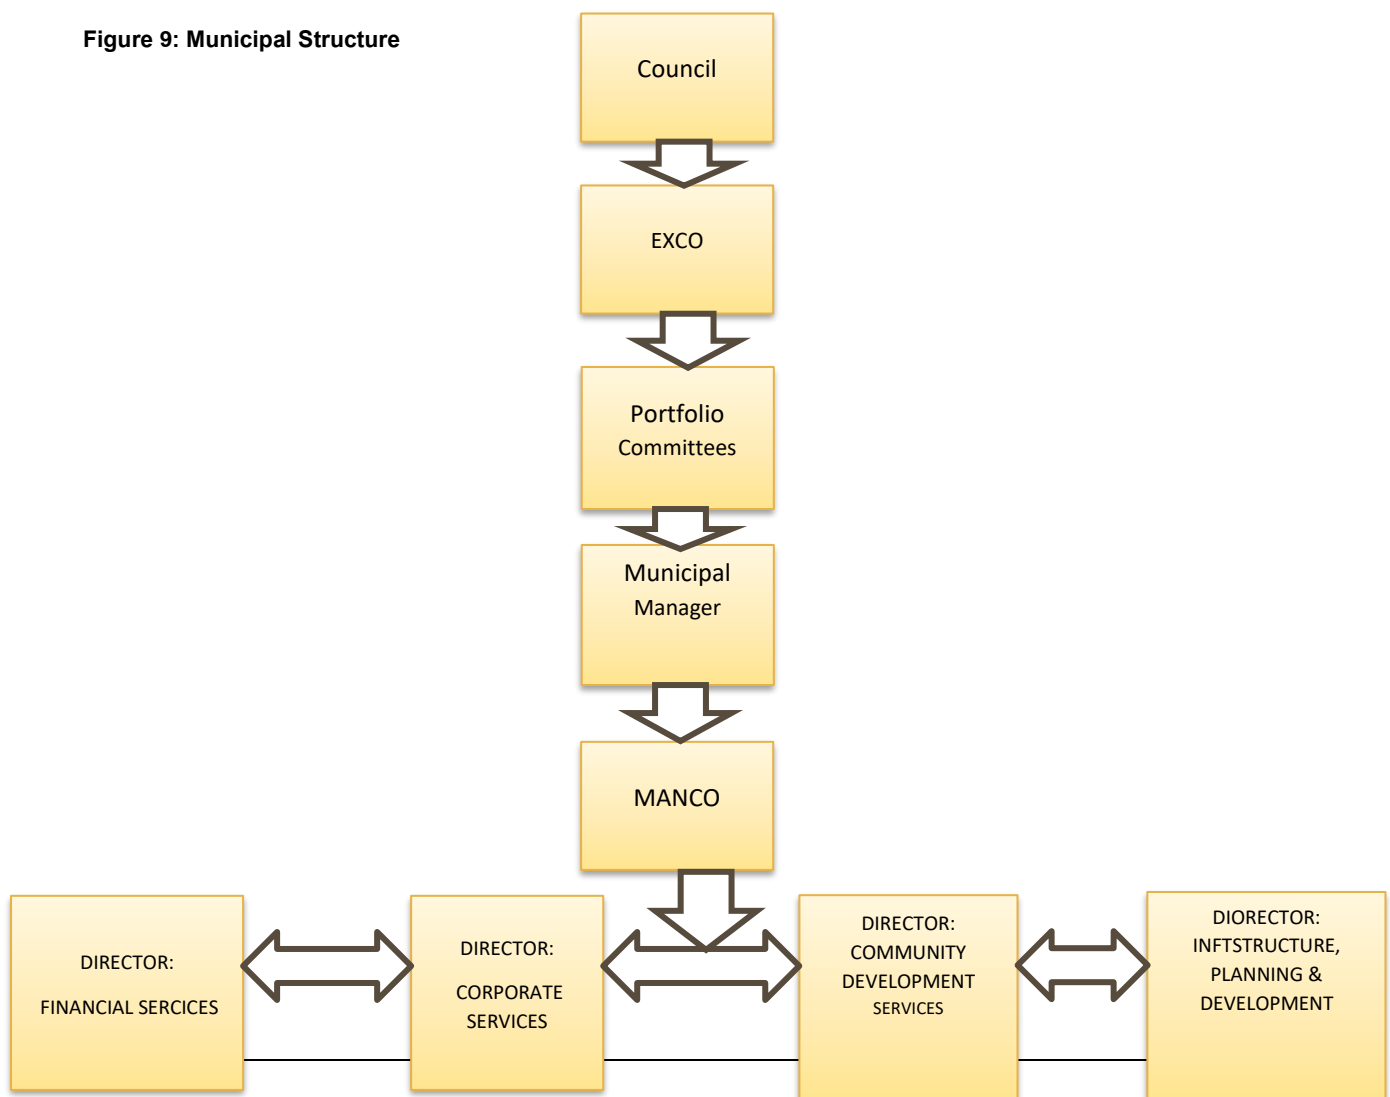 Figure 9: Municipal Structure
Council
EXCO
Portfolio
Committees
Municipal
Manager
MANCO
DIRECTOR:
FINANCIAL SERCICES
DIRECTOR:
CORPORATE
SERVICES
DIRECTOR:
COMMUNITY
DEVELOPMENT
SERVICES
DIORECTOR:
INFTSTRUCTURE,
PLANNING &
DEVELOPMENT